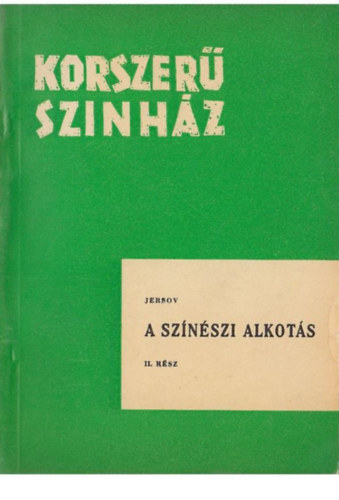 KORSZERŰ
SZINHÁZ
JERSOV
A SZÍNÉSZI ALKOTÁS
II. RÉSZ